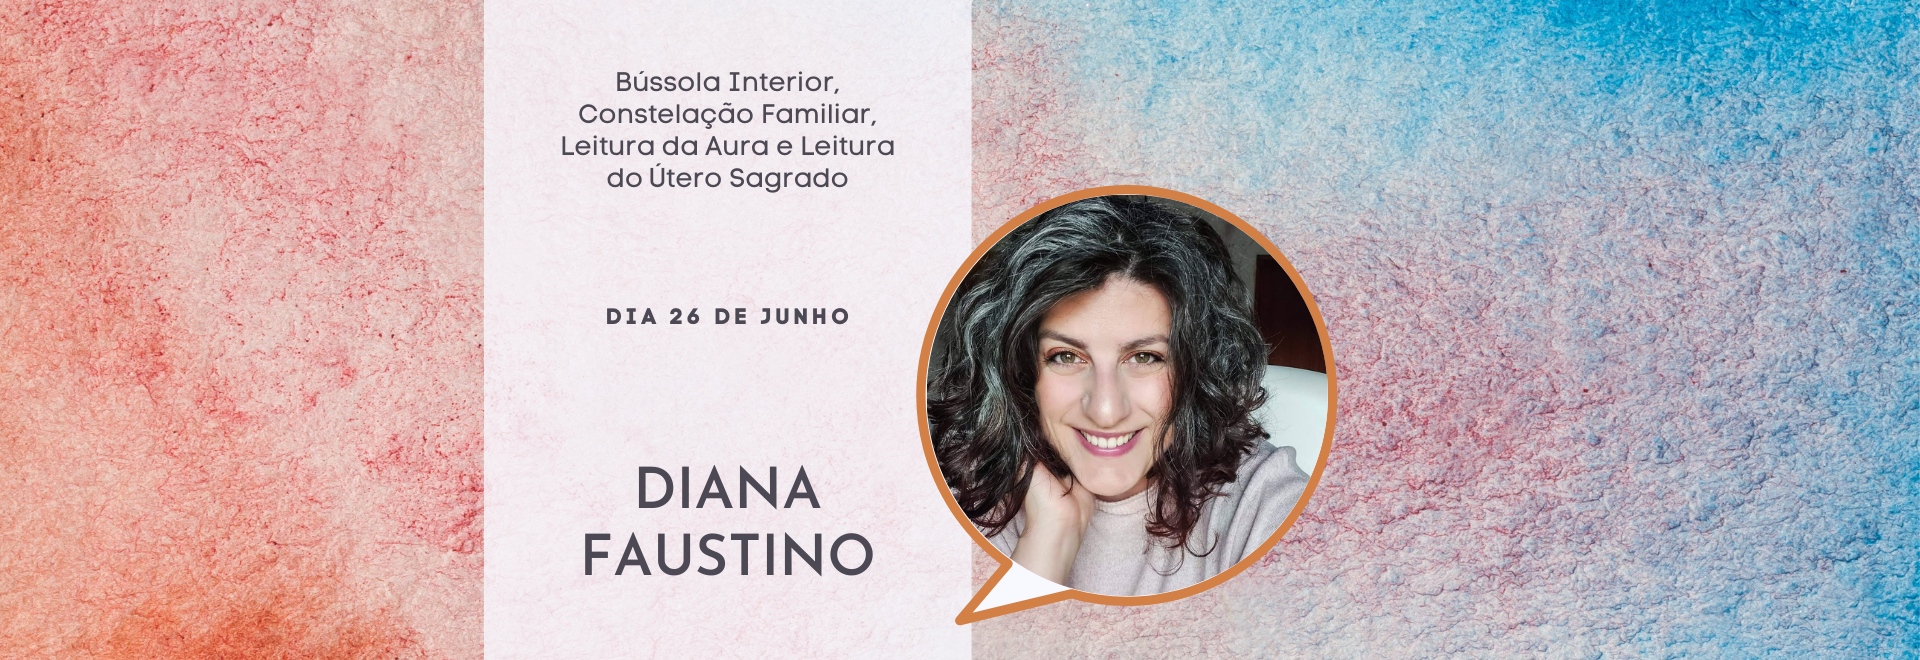 Bússola Interior,
Constelação Familiar,
Leitura da Aura e Leitura
do Útero Sagrado
DIA 26 DE JUNHO
DIANA
FAUSTINO